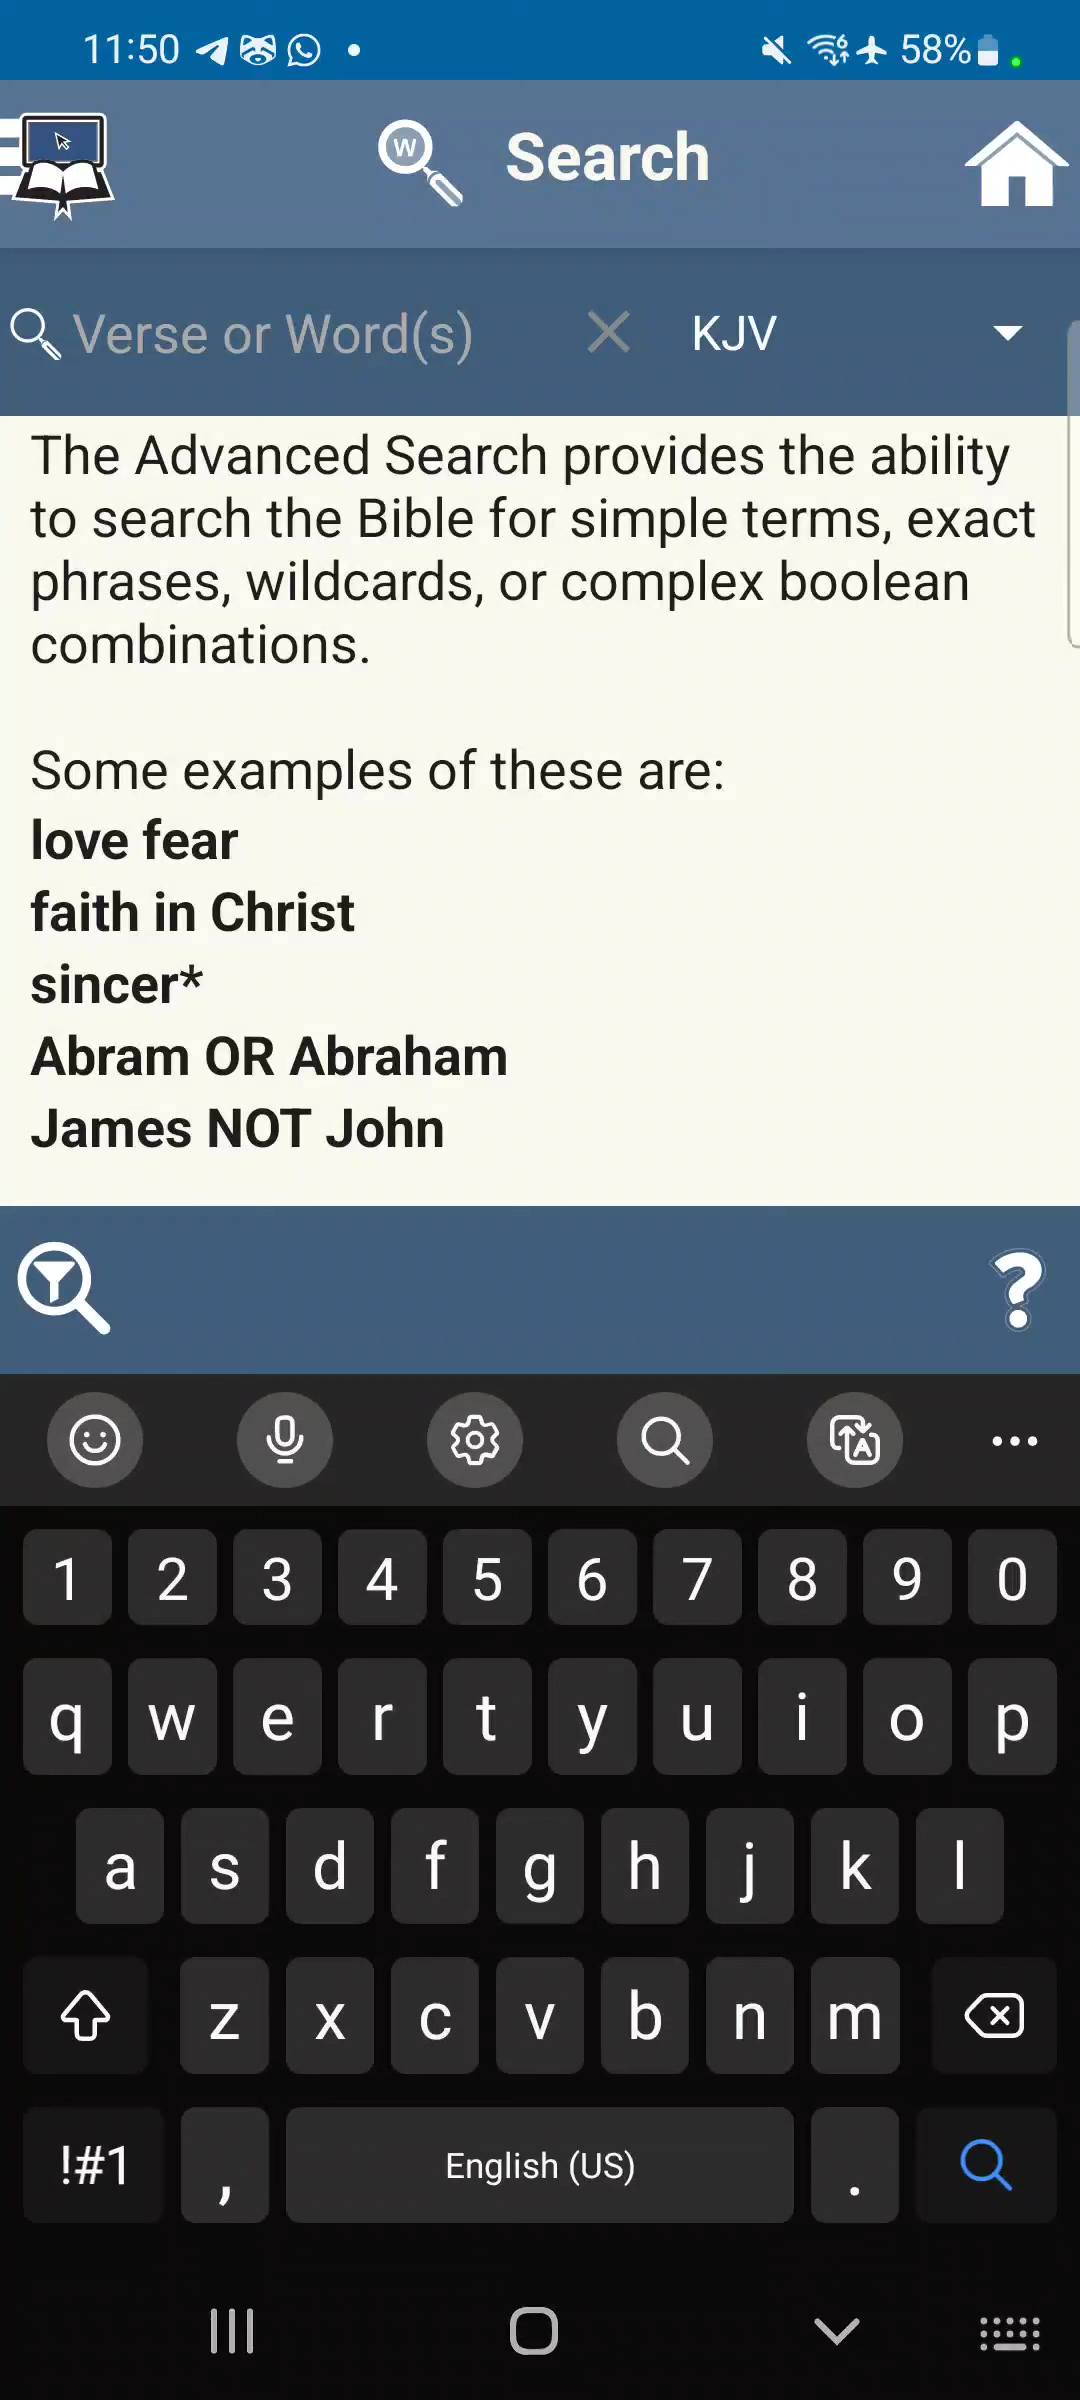 11:50
58%
W
Search
Verse or Word(s)
KJV
The Advanced Search provides the ability
to search the Bible for simple terms, exact
phrases, wildcards, or complex boolean
combinations.
Some examples of these are:
love fear
faith in Christ
sincer*
Abram OR Abraham
James NOT John
?
1 2 3 4 5 6 7 8 9 0
q w e r t y u i o p
a s d f g h j k l
z x c v b n m
!#1 , English (US) .